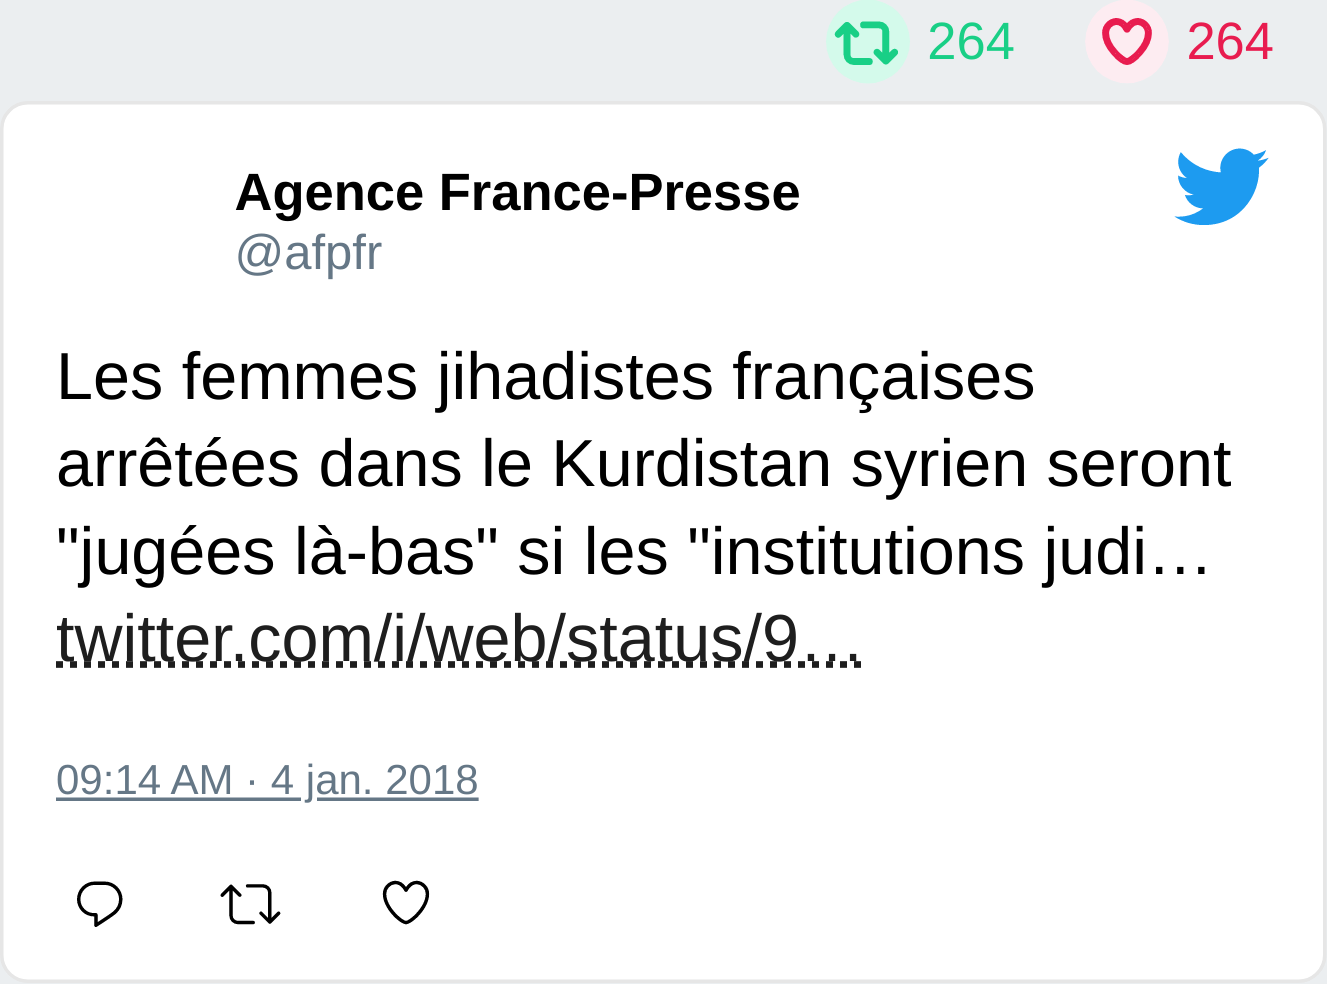 264 264
Agence France-Presse
@afpfr
Les femmes jihadistes françaises
arrêtées dans le Kurdistan syrien seront
"jugées là-bas" si les "institutions judi…
twitter.com/i/web/status/9…
09:14 AM · 4 jan. 2018